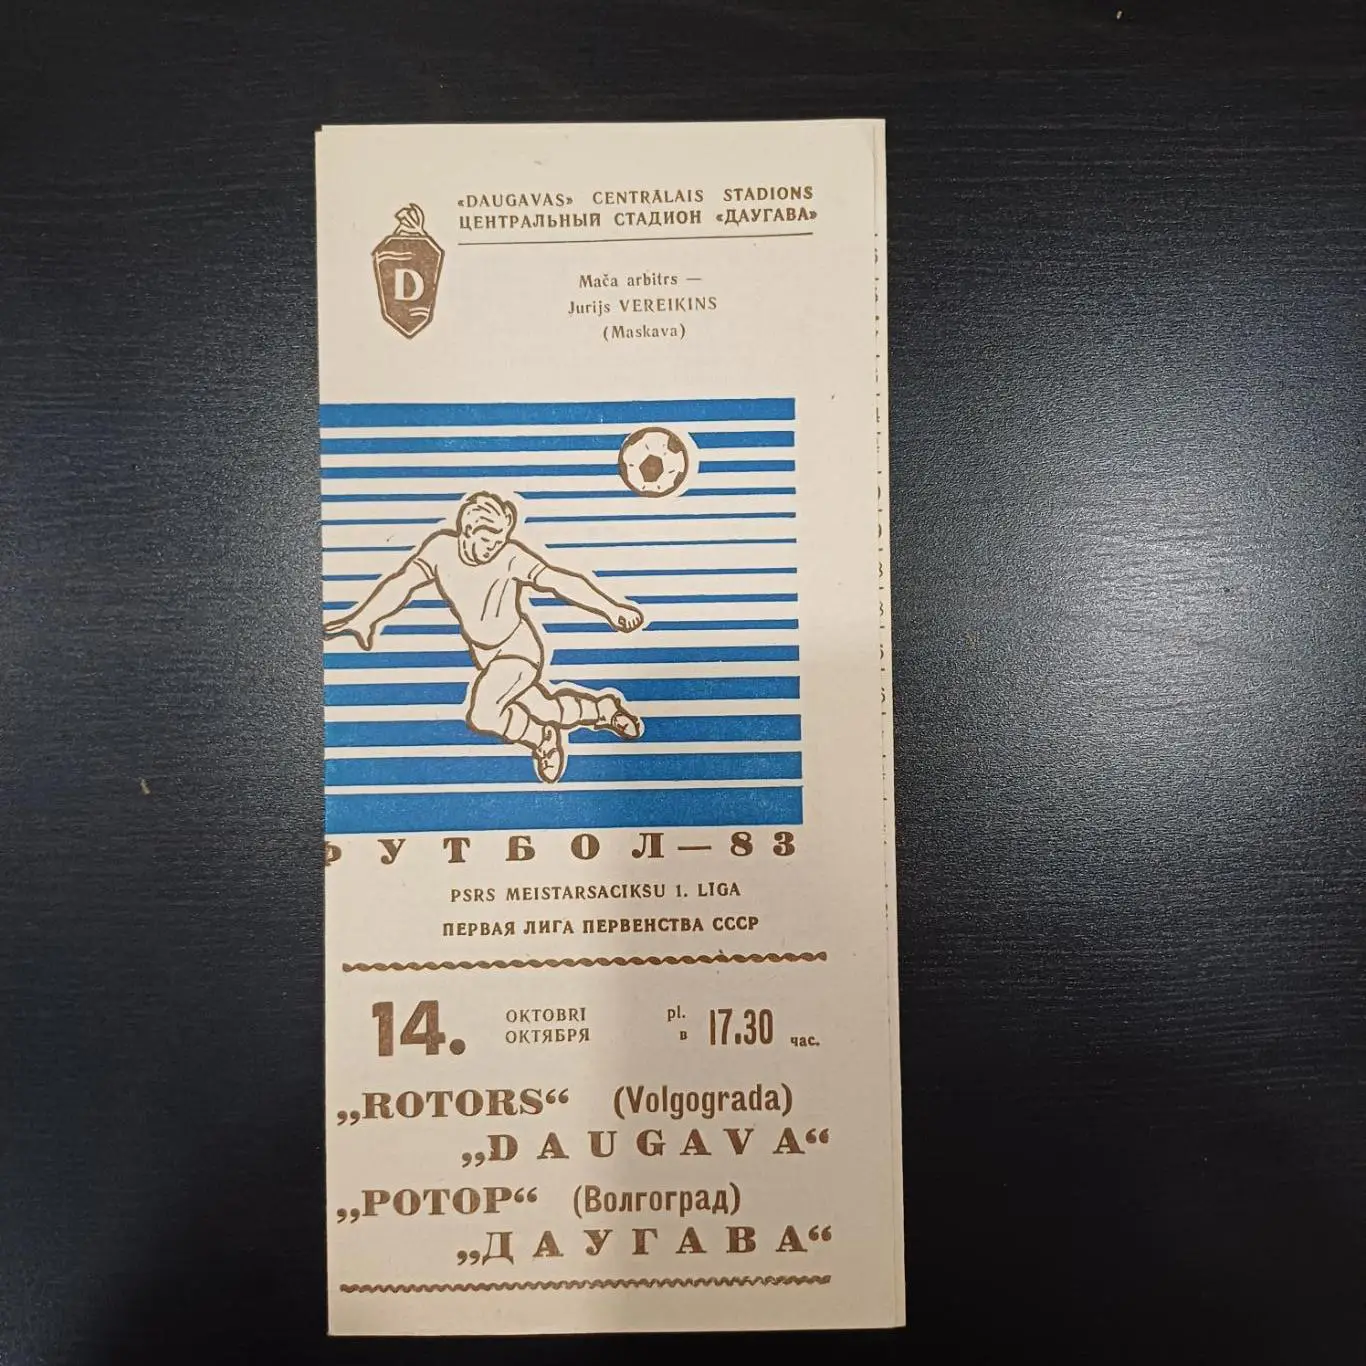 «DAUGAVAS» CENTRĀLAIS STADIONS
ЦЕНТРАЛЬНЫЙ СТАДИОН «ДАУГАВА»
D
Mača arbitrs —
Jurijs VEREIĶINS
(Maskava)
ФУТБОЛ—83
PSRS MEISTARSACIKSU 1. LIGA
ПЕРВАЯ ЛИГА ПЕРВЕНСТВА СССР
14. OKTOBRI pl. 17.30
ОКТЯБРЯ в час.
„ROTORS“ (Volgograda)
„DAUGAVA“
„РОТОР“ (Волгоград)
„ДАУГАВА“